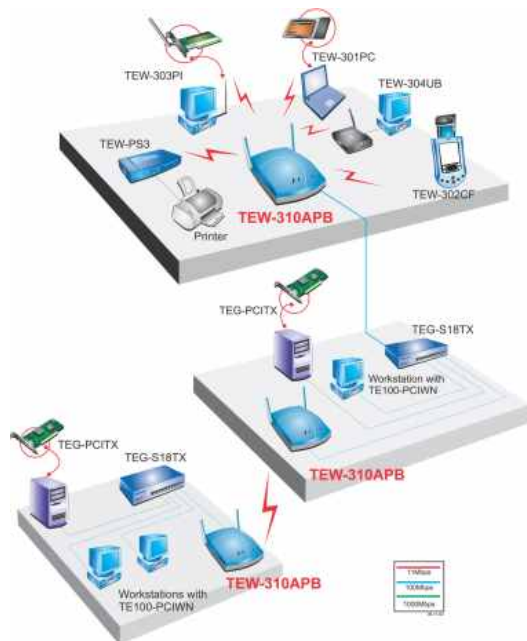 TEW-303PI
TEW-301PC
TEW-304UB
TEW-PS3
TEW-302CF
TEW-310APB
Printer
TEG-PCITX
TEG-S18TX
Workstation with
TE100-PCIWN
TEW-310APB
TEG-PCITX
TEG-S18TX
TEW-310APB
Workstations with
TE100-PCIWN
11Mbps
100Mbps
1000Mbps